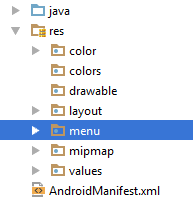 java
res
color
colors
drawable
layout
menu
mipmap
values
AndroidManifest.xml